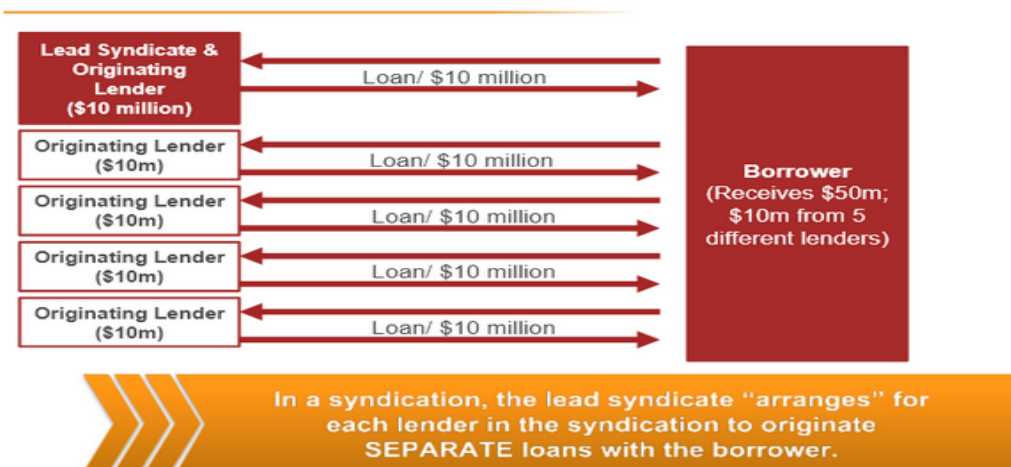 Lead Syndicate &
Originating
Lender
($10 million)
Loan/ $10 million
Originating Lender
($10m)
Loan/ $10 million
Originating Lender
($10m)
Loan/ $10 million
Originating Lender
($10m)
Loan/ $10 million
Originating Lender
($10m)
Loan/ $10 million
Borrower
(Receives $50m;
$10m from 5
different lenders)
In a syndication, the lead syndicate “arranges” for
each lender in the syndication to originate
SEPARATE loans with the borrower.